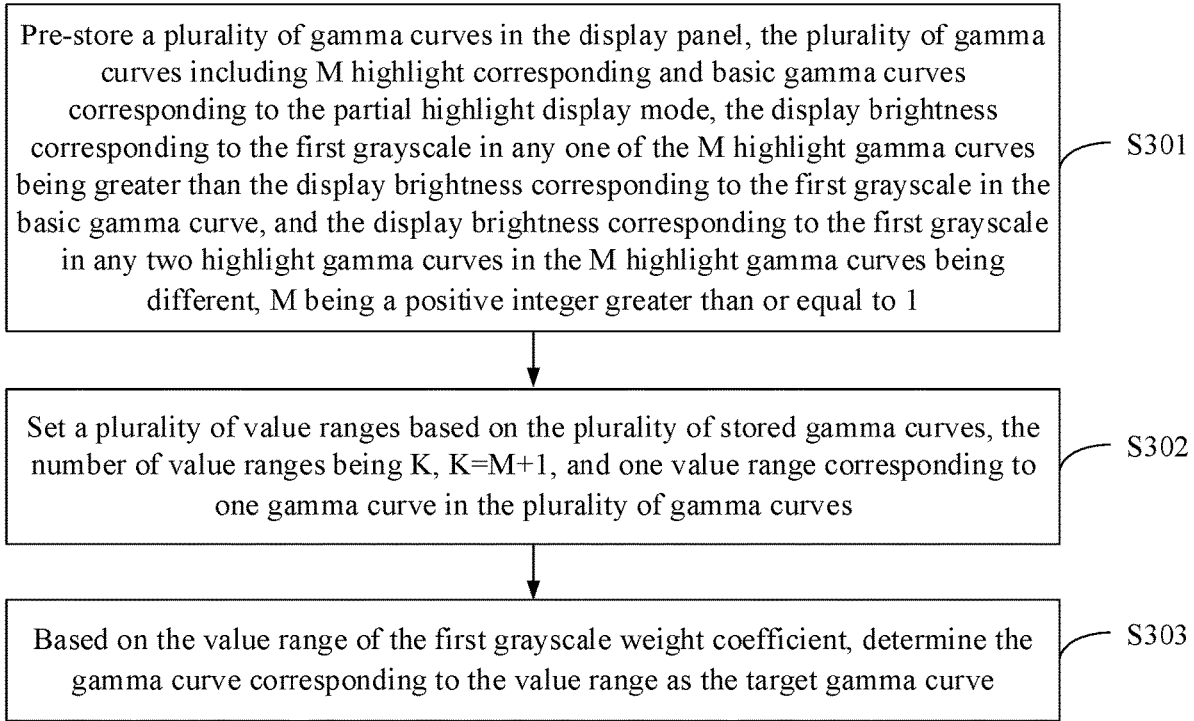 Pre-store a plurality of gamma curves in the display panel, the plurality of gamma
curves including M highlight corresponding and basic gamma curves
corresponding to the partial highlight display mode, the display brightness
corresponding to the first grayscale in any one of the M highlight gamma curves
being greater than the display brightness corresponding to the first grayscale in the
basic gamma curve, and the display brightness corresponding to the first grayscale
in any two highlight gamma curves in the M highlight gamma curves being
different, M being a positive integer greater than or equal to 1
S301
Set a plurality of value ranges based on the plurality of stored gamma curves, the
number of value ranges being K, K=M+1, and one value range corresponding to
one gamma curve in the plurality of gamma curves
S302
Based on the value range of the first grayscale weight coefficient, determine the
gamma curve corresponding to the value range as the target gamma curve
S303